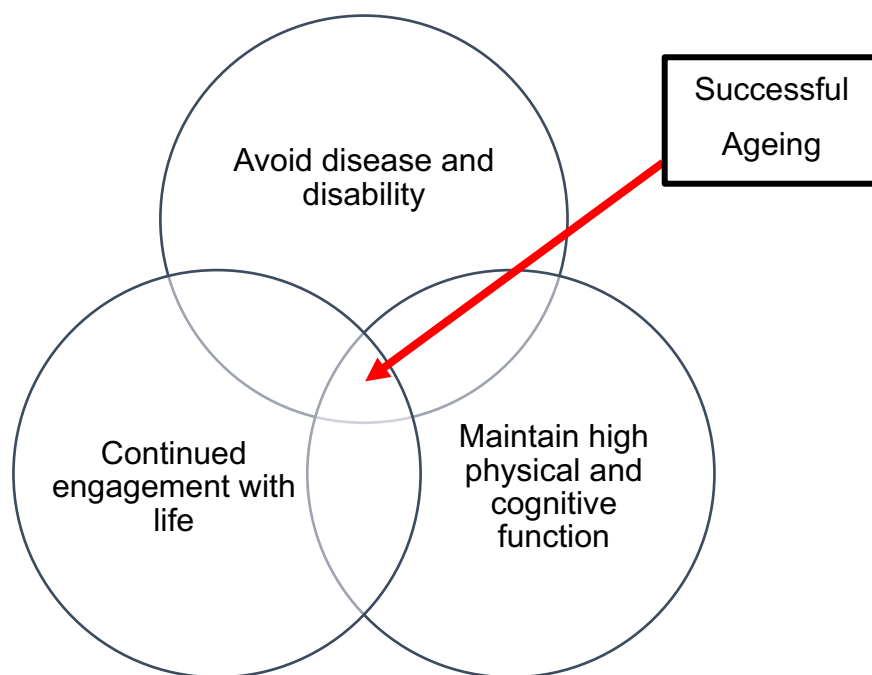 Successful
Ageing
Avoid disease and
disability
Continued
engagement with
life
Maintain high
physical and
cognitive
function